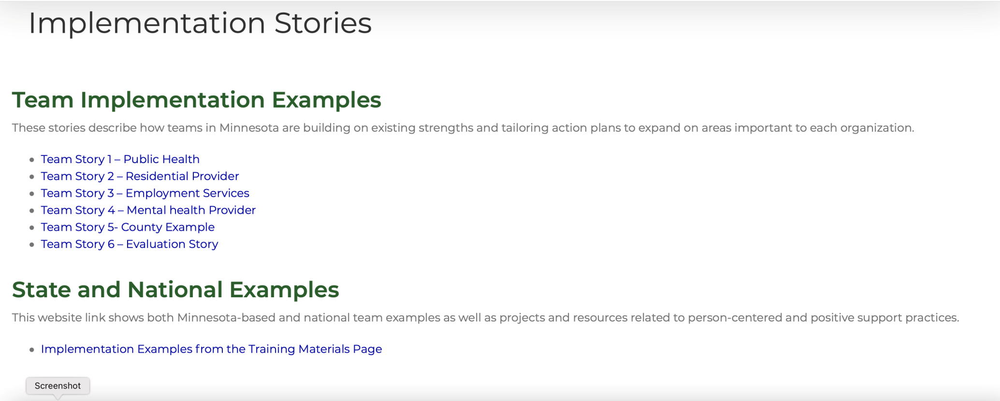 Implementation Stories
Team Implementation Examples
These stories describe how teams in Minnesota are building on existing strengths and tailoring action plans to expand on areas important to each organization.
• Team Story 1 – Public Health
• Team Story 2 – Residential Provider
• Team Story 3 – Employment Services
• Team Story 4 – Mental health Provider
• Team Story 5- County Example
• Team Story 6 – Evaluation Story
State and National Examples
This website link shows both Minnesota-based and national team examples as well as projects and resources related to person-centered and positive support practices.
• Implementation Examples from the Training Materials Page
Screenshot